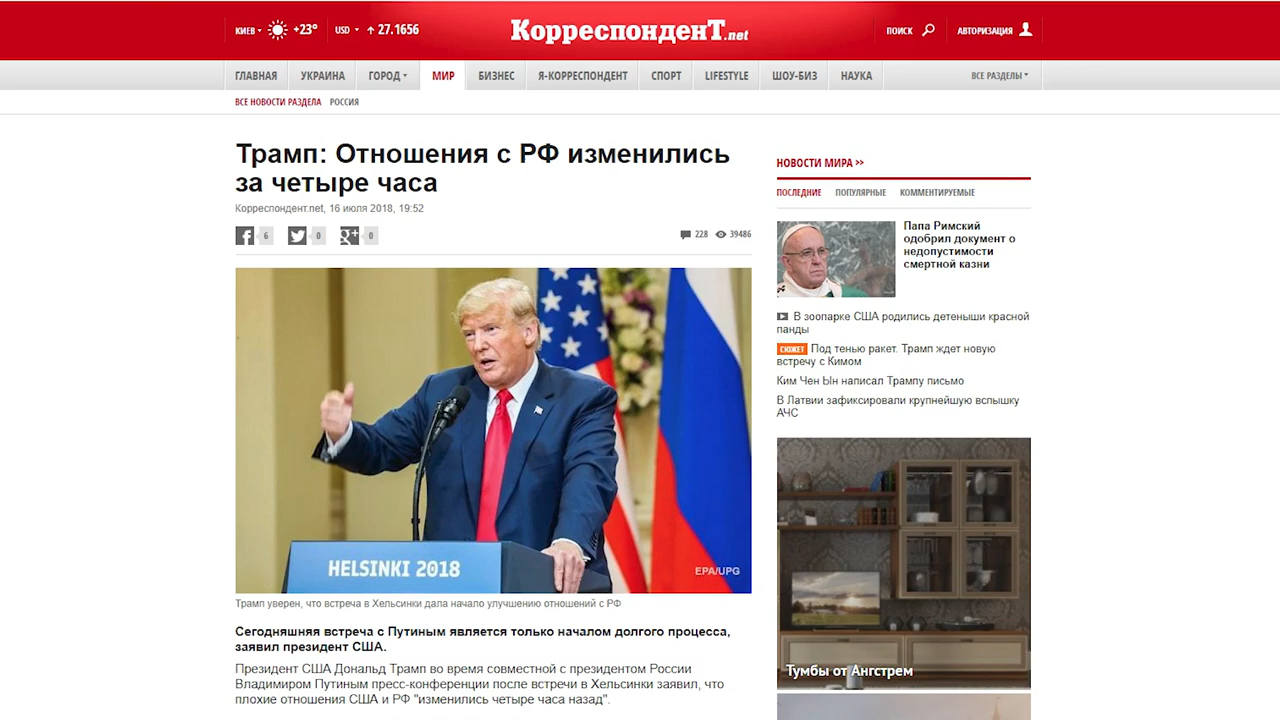 КИЕВ +23° USD 27.1656 КорреспонденТ.net ПОИСК АВТОРИЗАЦИЯ
ГЛАВНАЯ УКРАИНА ГОРОД МИР БИЗНЕС Я-КОРРЕСПОНДЕНТ СПОРТ LIFESTYLE ШОУ-БИЗ НАУКА ВСЕ РАЗДЕЛЫ
ВСЕ НОВОСТИ РАЗДЕЛА РОССИЯ
Трамп: Отношения с РФ изменились
за четыре часа
Корреспондент.net, 16 июля 2018, 19:52
6 0 g+ 0 228 39486
HELSINKI 2018
EPA/UPG
Трамп уверен, что встреча в Хельсинки дала начало улучшению отношений с РФ
Сегодняшняя встреча с Путиным является только началом долгого процесса,
заявил президент США.
Президент США Дональд Трамп во время совместной с президентом России
Владимиром Путиным пресс-конференции после встречи в Хельсинки заявил, что
плохие отношения США и РФ "изменились четыре часа назад".
НОВОСТИ МИРА >>
ПОСЛЕДНИЕ ПОПУЛЯРНЫЕ КОММЕНТИРУЕМЫЕ
Папа Римский
одобрил документ о
недопустимости
смертной казни
В зоопарке США родились детеныши красной
панды
СЮЖЕТ Под тенью ракет. Трамп ждет новую
встречу с Кимом
Ким Чен Ын написал Трампу письмо
В Латвии зафиксировали крупнейшую вспышку
АЧС
Тумбы от Ангстрем